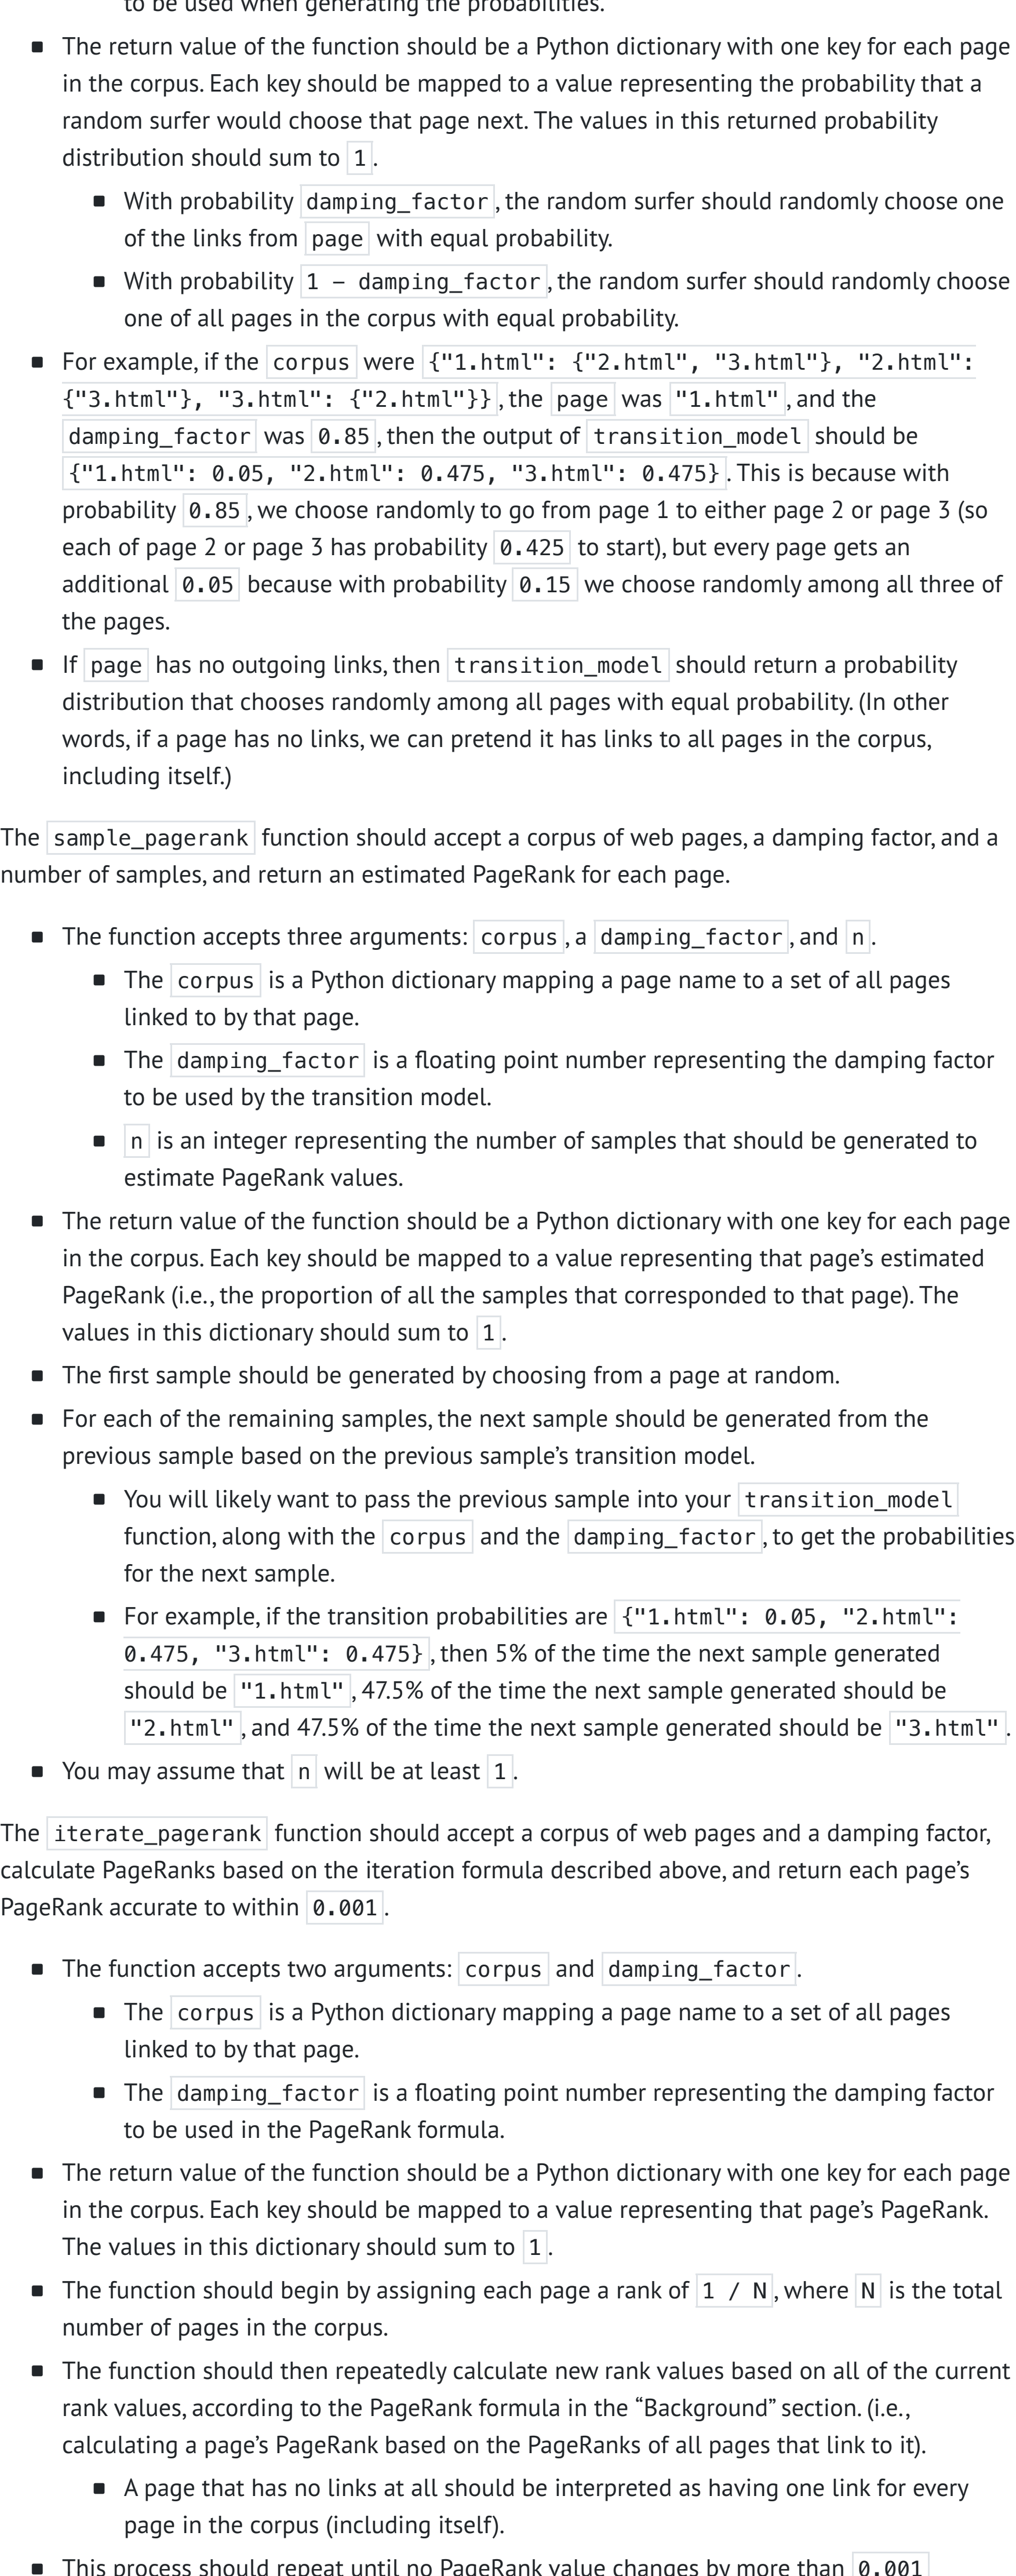 to be used when generating the probabilities.
The return value of the function should be a Python dictionary with one key for each page
in the corpus. Each key should be mapped to a value representing the probability that a
random surfer would choose that page next. The values in this returned probability
distribution should sum to 1.
With probability damping_factor, the random surfer should randomly choose one
of the links from page with equal probability.
With probability 1 - damping_factor, the random surfer should randomly choose
one of all pages in the corpus with equal probability.
For example, if the corpus were {"1.html": {"2.html", "3.html"}, "2.html":
{"3.html"}, "3.html": {"2.html"}}, the page was "1.html", and the
damping_factor was 0.85, then the output of transition_model should be
{"1.html": 0.05, "2.html": 0.475, "3.html": 0.475}. This is because with
probability 0.85, we choose randomly to go from page 1 to either page 2 or page 3 (so
each of page 2 or page 3 has probability 0.425 to start), but every page gets an
additional 0.05 because with probability 0.15 we choose randomly among all three of
the pages.
If page has no outgoing links, then transition_model should return a probability
distribution that chooses randomly among all pages with equal probability. (In other
words, if a page has no links, we can pretend it has links to all pages in the corpus,
including itself.)
The sample_pagerank function should accept a corpus of web pages, a damping factor, and a
number of samples, and return an estimated PageRank for each page.
The function accepts three arguments: corpus, a damping_factor, and n.
The corpus is a Python dictionary mapping a page name to a set of all pages
linked to by that page.
The damping_factor is a floating point number representing the damping factor
to be used by the transition model.
n is an integer representing the number of samples that should be generated to
estimate PageRank values.
The return value of the function should be a Python dictionary with one key for each page
in the corpus. Each key should be mapped to a value representing that page’s estimated
PageRank (i.e., the proportion of all the samples that corresponded to that page). The
values in this dictionary should sum to 1.
The first sample should be generated by choosing from a page at random.
For each of the remaining samples, the next sample should be generated from the
previous sample based on the previous sample’s transition model.
You will likely want to pass the previous sample into your transition_model
function, along with the corpus and the damping_factor, to get the probabilities
for the next sample.
For example, if the transition probabilities are {"1.html": 0.05, "2.html":
0.475, "3.html": 0.475}, then 5% of the time the next sample generated
should be "1.html", 47.5% of the time the next sample generated should be
"2.html", and 47.5% of the time the next sample generated should be "3.html".
You may assume that n will be at least 1.
The iterate_pagerank function should accept a corpus of web pages and a damping factor,
calculate PageRanks based on the iteration formula described above, and return each page’s
PageRank accurate to within 0.001.
The function accepts two arguments: corpus and damping_factor.
The corpus is a Python dictionary mapping a page name to a set of all pages
linked to by that page.
The damping_factor is a floating point number representing the damping factor
to be used in the PageRank formula.
The return value of the function should be a Python dictionary with one key for each page
in the corpus. Each key should be mapped to a value representing that page’s PageRank.
The values in this dictionary should sum to 1.
The function should begin by assigning each page a rank of 1 / N, where N is the total
number of pages in the corpus.
The function should then repeatedly calculate new rank values based on all of the current
rank values, according to the PageRank formula in the “Background” section. (i.e.,
calculating a page’s PageRank based on the PageRanks of all pages that link to it).
A page that has no links at all should be interpreted as having one link for every
page in the corpus (including itself).
This process should repeat until no PageRank value changes by more than 0.001